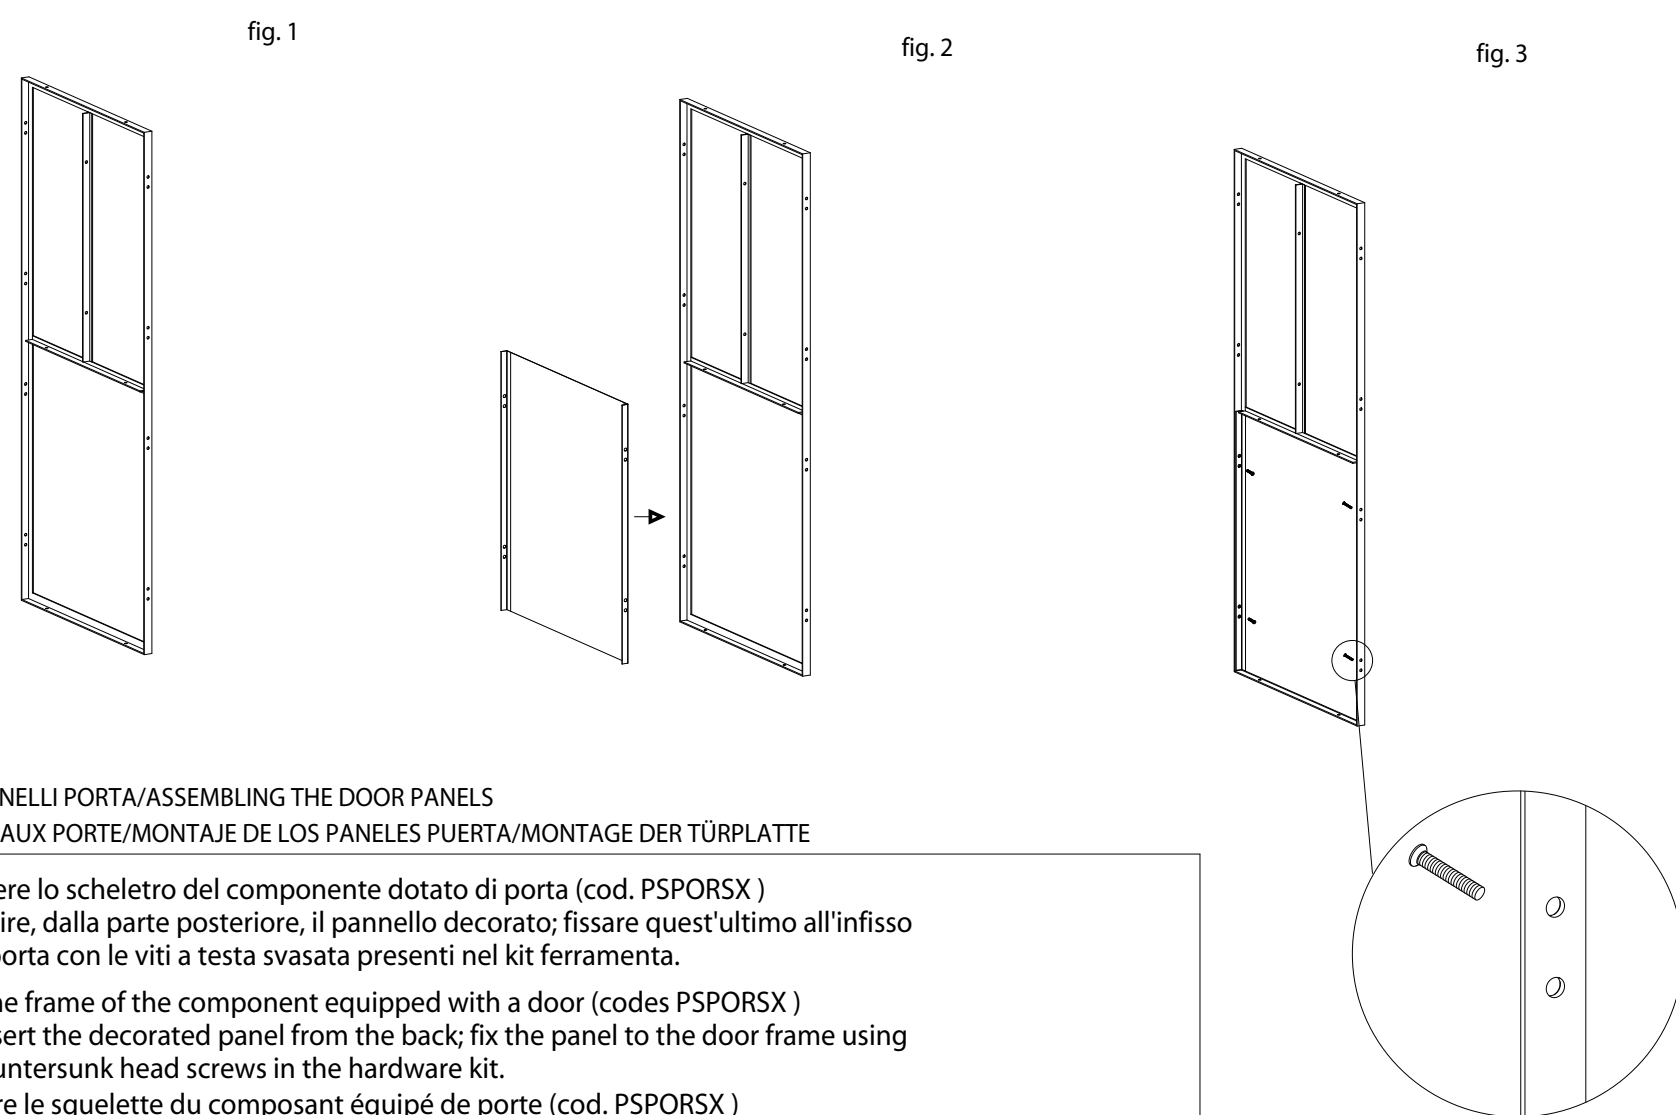 fig. 1
fig. 2
fig. 3
NELLI PORTA/ASSEMBLING THE DOOR PANELS
AUX PORTE/MONTAJE DE LOS PANELES PUERTA/MONTAGE DER TÜRPLATTE
ere lo scheletro del componente dotato di porta (cod. PSPORSX )
ire, dalla parte posteriore, il pannello decorato; fissare quest'ultimo all'infisso
porta con le viti a testa svasata presenti nel kit ferramenta.
ne frame of the component equipped with a door (codes PSPORSX )
sert the decorated panel from the back; fix the panel to the door frame using
untersunk head screws in the hardware kit.
re le squelette du composant équipé de porte (cod. PSPORSX )